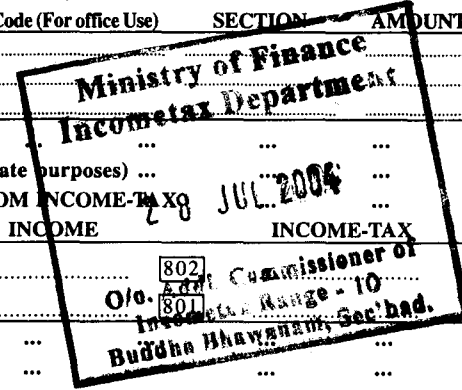 Code (For office Use) SECTION AMOUNT
Ministry of Finance
Incometax Department
... ... ... ...
ate purposes) ... ... ...
OM INCOME-TAX
28 JUL 2004
INCOME INCOME-TAX
802
O/o. Addl. Commissioner of
801
Incometax Range - 10
Buddha Bhawanam, Sec'bad.
... ... ...
... ... ...